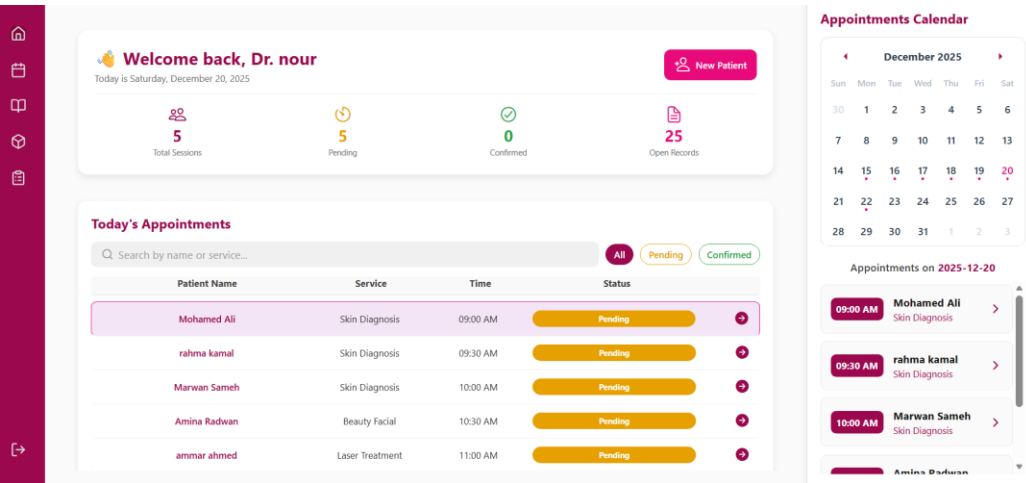 👋 Welcome back, Dr. nour
Today is Saturday, December 20, 2025
New Patient
5
Total Sessions
5
Pending
0
Confirmed
25
Open Records
Today's Appointments
Search by name or service...
All Pending Confirmed
Patient Name Service Time Status
Mohamed Ali Skin Diagnosis 09:00 AM Pending
rahma kamal Skin Diagnosis 09:30 AM Pending
Marwan Sameh Skin Diagnosis 10:00 AM Pending
Amina Radwan Beauty Facial 10:30 AM Pending
ammar ahmed Laser Treatment 11:00 AM Pending
Appointments Calendar
December 2025
Sun Mon Tue Wed Thu Fri Sat
30 1 2 3 4 5 6
7 8 9 10 11 12 13
14 15 16 17 18 19 20
21 22 23 24 25 26 27
28 29 30 31 1 2 3
Appointments on 2025-12-20
09:00 AM
Mohamed Ali
Skin Diagnosis
09:30 AM
rahma kamal
Skin Diagnosis
10:00 AM
Marwan Sameh
Skin Diagnosis
Amina Radwan